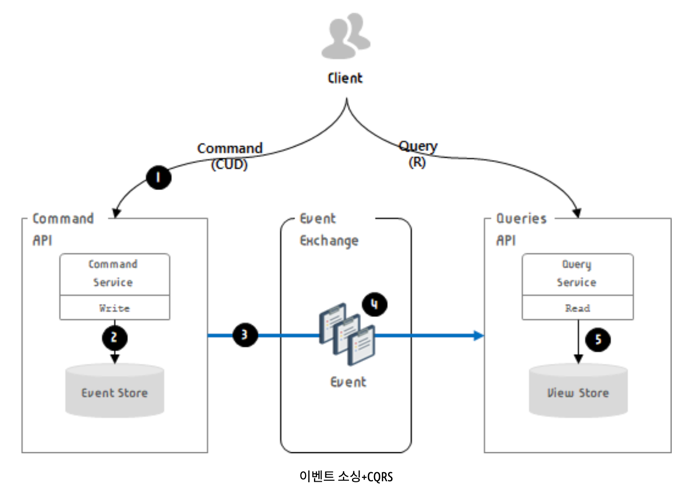 Client
Command
(CUD)
Query
(R)
1
Command
API
Command
Service
Write
2
Event Store
3
Event
Exchange
4
Event
Queries
API
Query
Service
Read
5
View Store
이벤트 소싱+CQRS